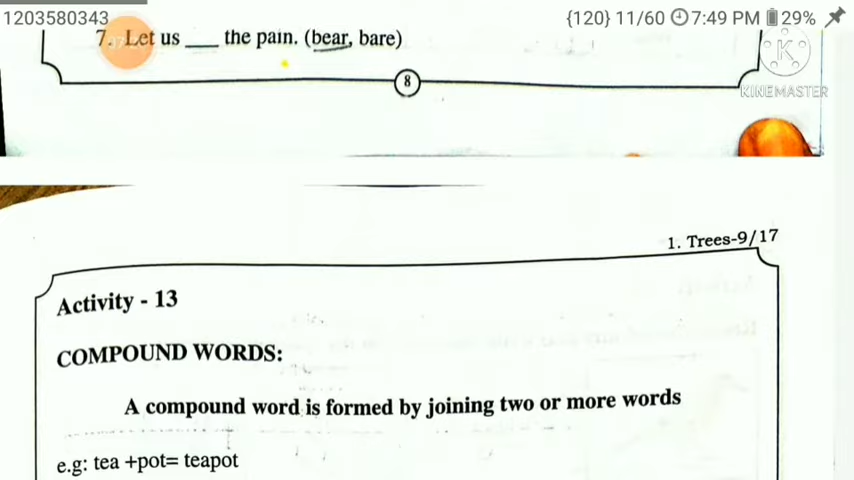 1203580343
{120} 11/60 7:49 PM 29%
7. Let us ___ the pain. (bear, bare)
K
KINEMASTER
8
1. Trees-9/17
Activity - 13
COMPOUND WORDS:
A compound word is formed by joining two or more words
e.g: tea +pot= teapot